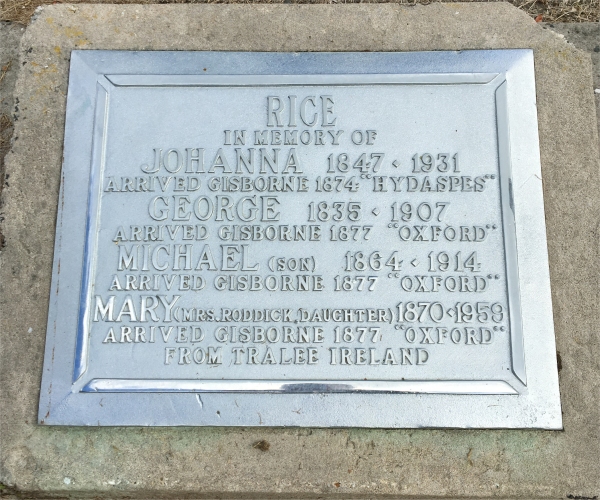 RICE
IN MEMORY OF
JOHANNA 1847 · 1931
ARRIVED GISBORNE 1874 "HYDASPES"
GEORGE 1835 · 1907
ARRIVED GISBORNE 1877 "OXFORD"
MICHAEL (SON) 1864 · 1914
ARRIVED GISBORNE 1877 "OXFORD"
MARY (MRS. RODDICK, DAUGHTER) 1870 · 1959
ARRIVED GISBORNE 1877 "OXFORD"
FROM TRALEE IRELAND